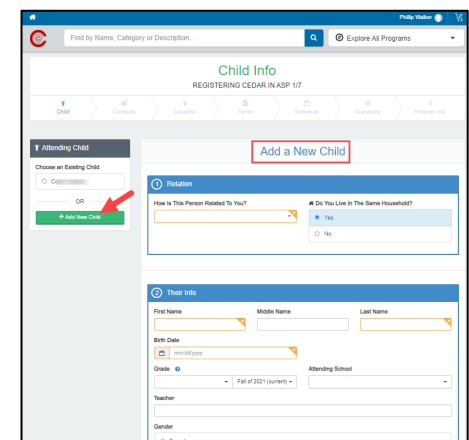 Phillip Walker
Find by Name, Category or Description...
Explore All Programs
Child Info
REGISTERING CEDAR IN ASP 1/7
Child
Contacts
Location
Terms
Schedule
Questions
Finance Info
Attending Child
Choose an Existing Child
OR
+ Add New Child
Add a New Child
1 Relation
How Is This Person Related To You?
Do You Live In The Same Household?
Yes
No
2 Their Info
First Name
Middle Name
Last Name
Birth Date
mm/dd/yyyy
Grade
Attending School
Fall of 2021 (current)
Teacher
Gender